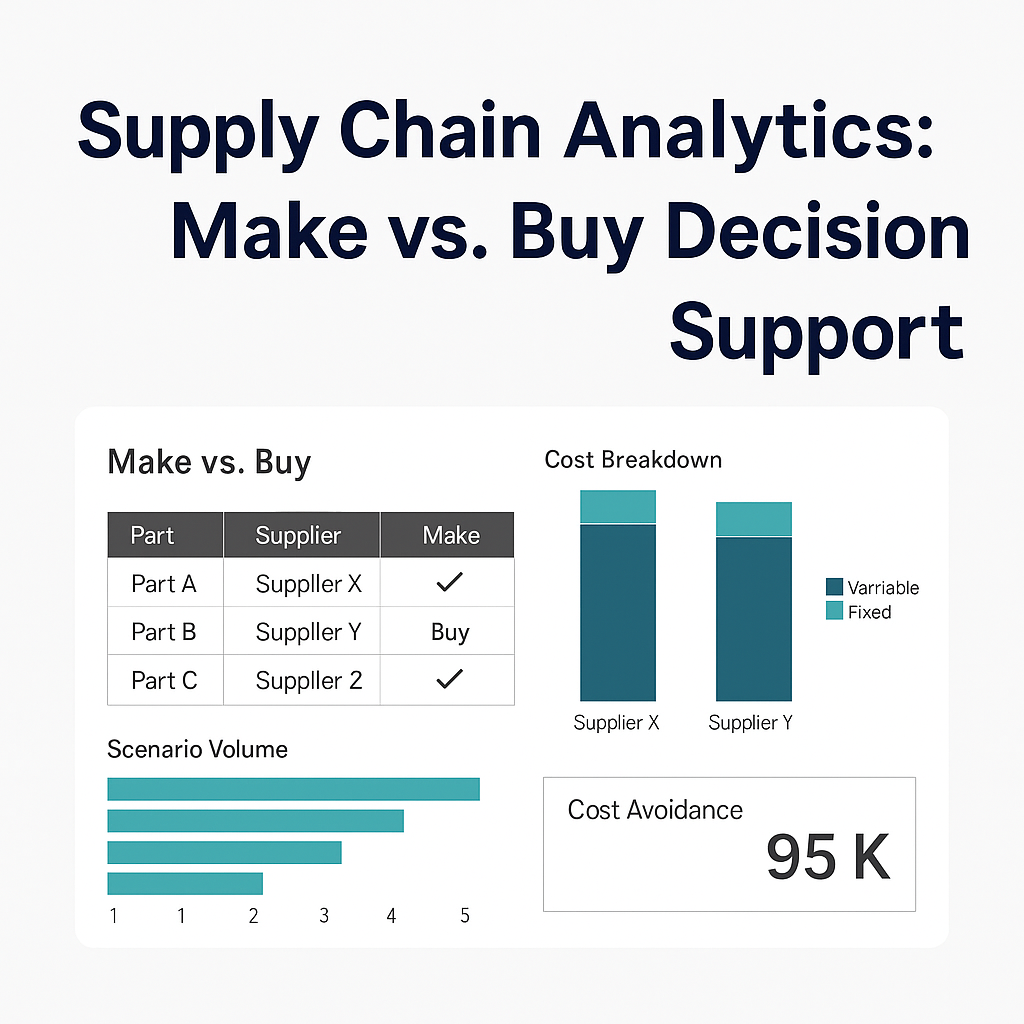 Supply Chain Analytics:
Make vs. Buy Decision
Support
Make vs. Buy
Part Supplier Make
Part A Suppller X ✓
Part B Suppller Y Buy
Part C Suppller 2 ✓
Scenario Volume
1 1 2 3 4 5
Cost Breakdown
Varriable
Fixed
Supplier X Supplier Y
Cost Avoidance
95 K